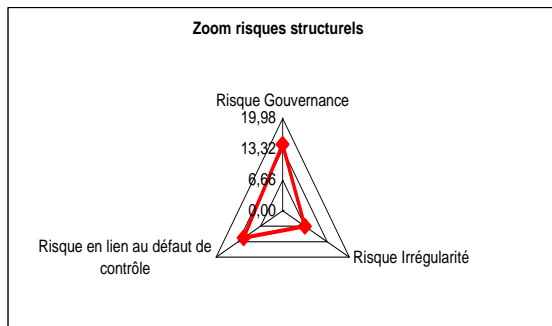 Zoom risques structurels
Risque Gouvernance
19,98
13,32
6,66
0,00
Risque en lien au défaut de
contrôle
Risque Irrégularité